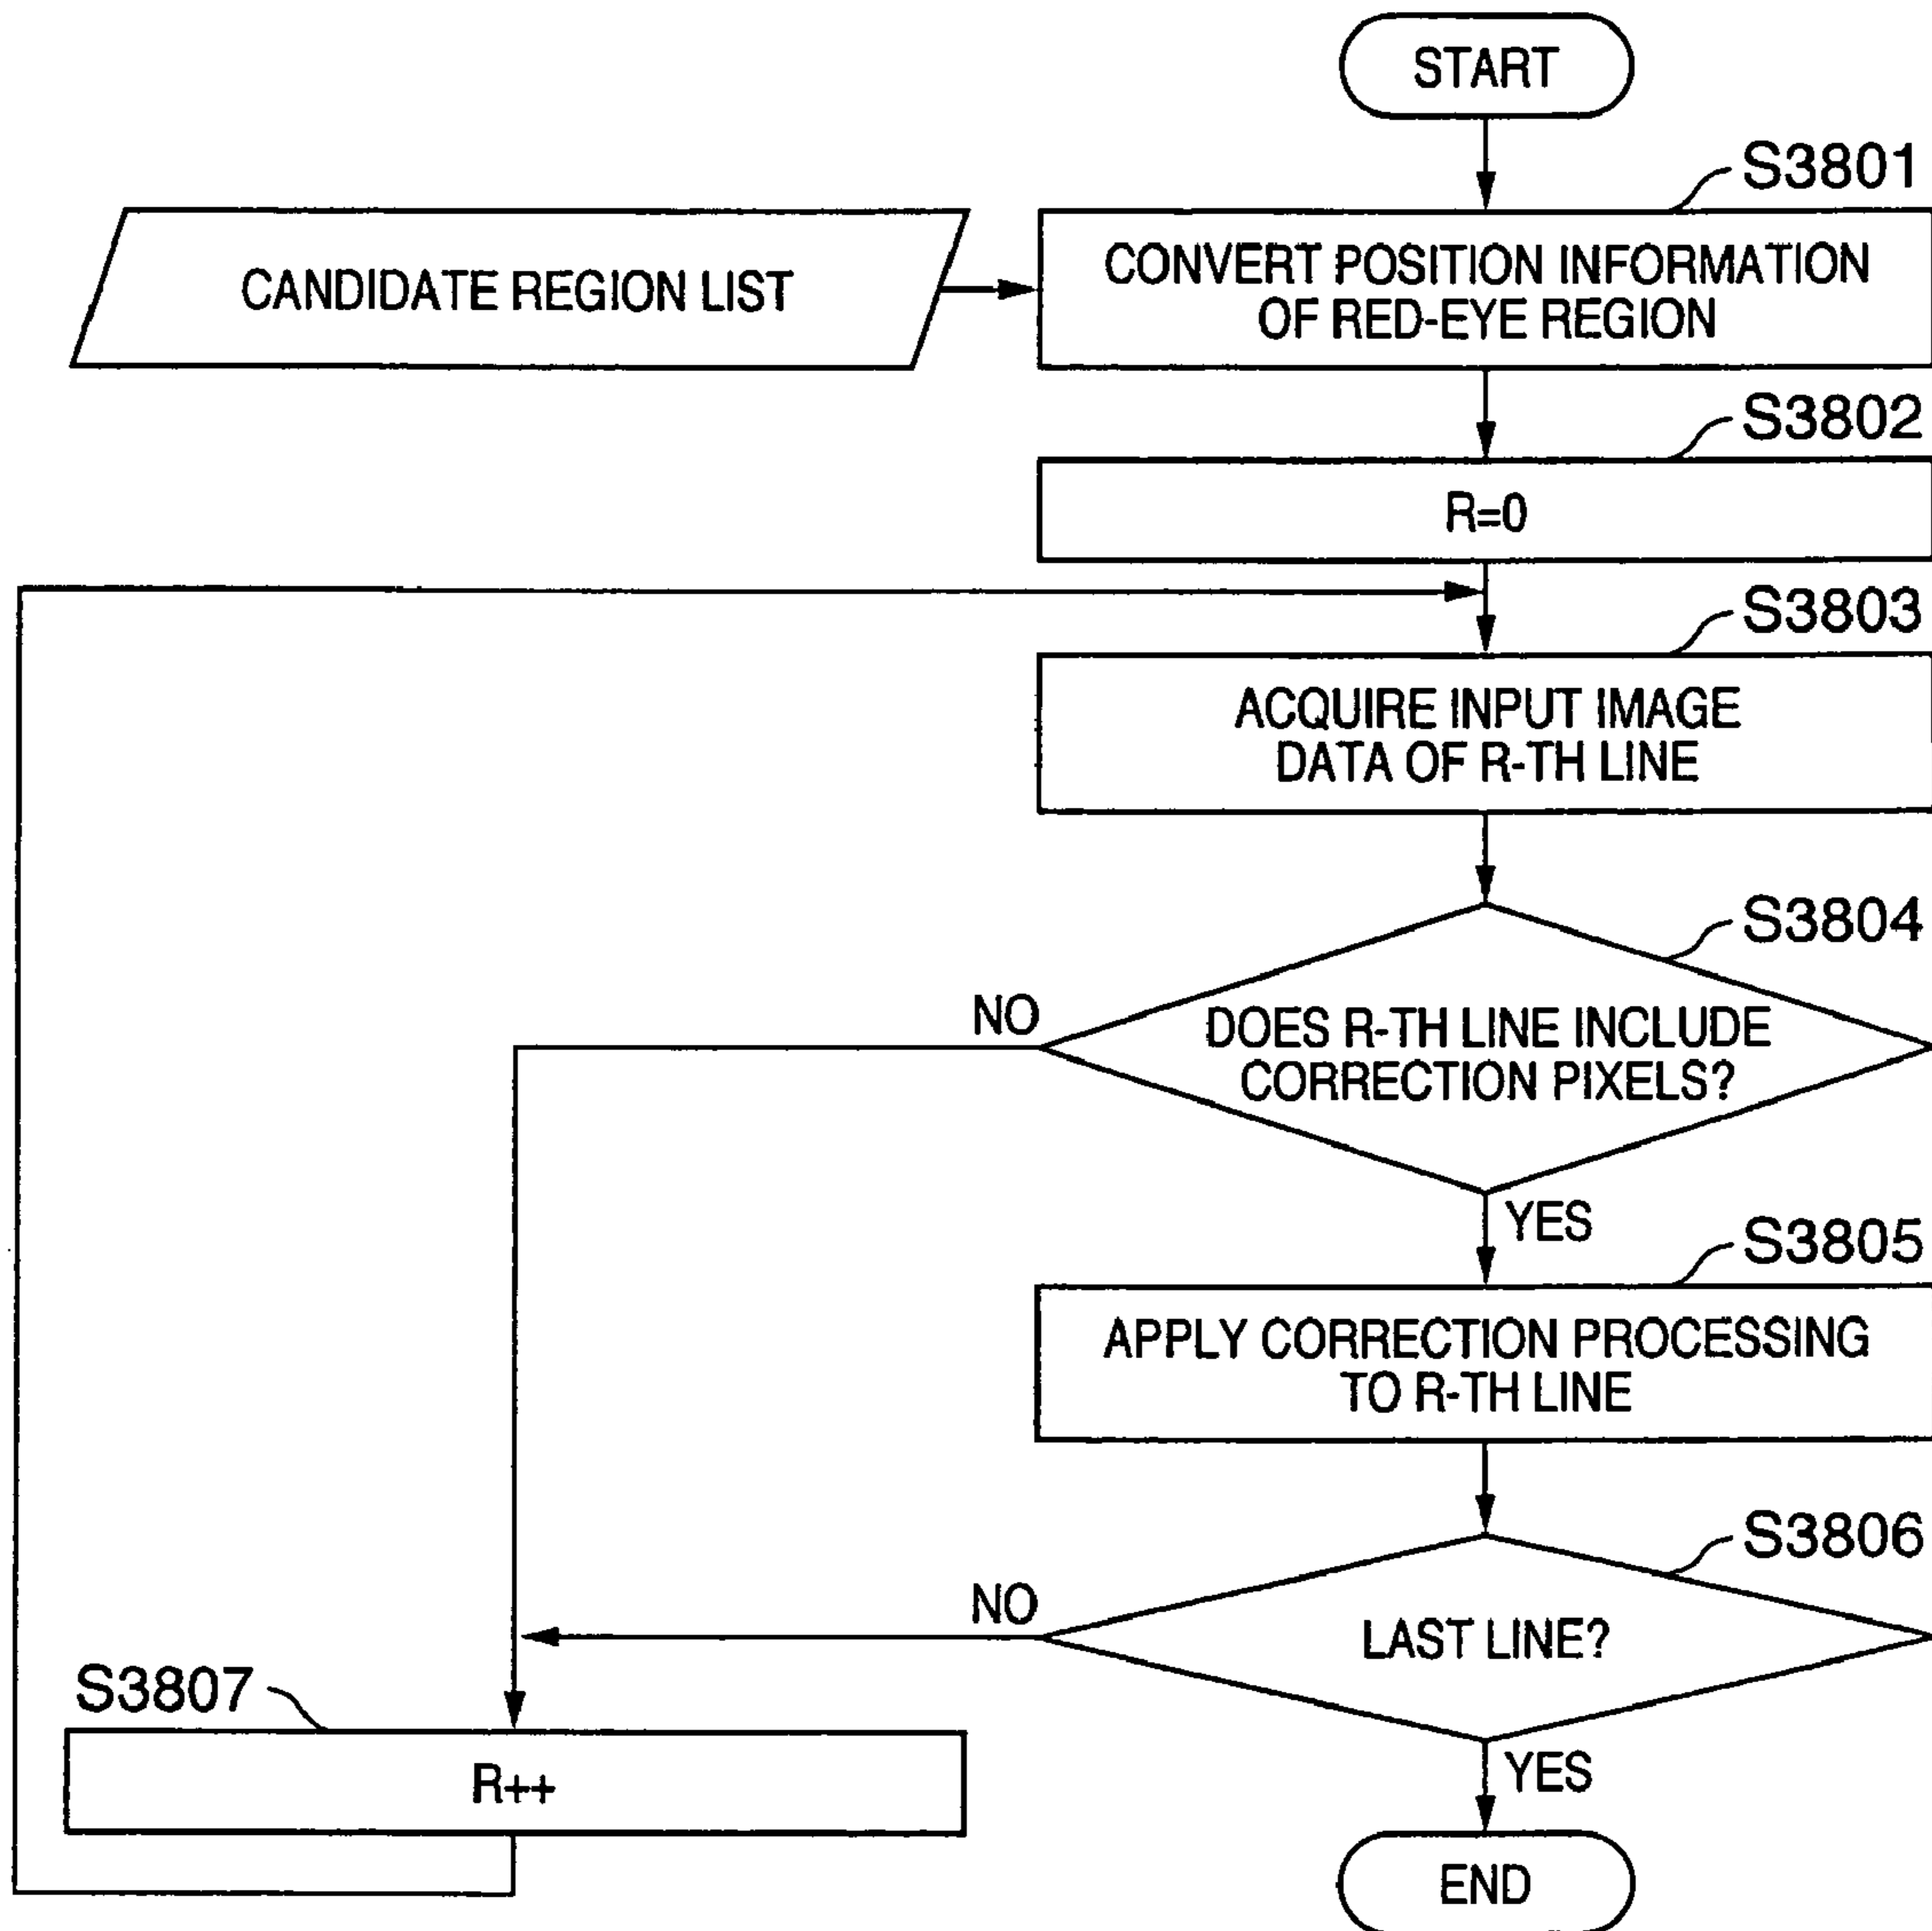 START
S3801
CANDIDATE REGION LIST
CONVERT POSITION INFORMATION
OF RED-EYE REGION
S3802
R=0
S3803
ACQUIRE INPUT IMAGE
DATA OF R-TH LINE
S3804
NO
DOES R-TH LINE INCLUDE
CORRECTION PIXELS?
YES
S3805
APPLY CORRECTION PROCESSING
TO R-TH LINE
S3806
NO
LAST LINE?
S3807
R++
YES
END